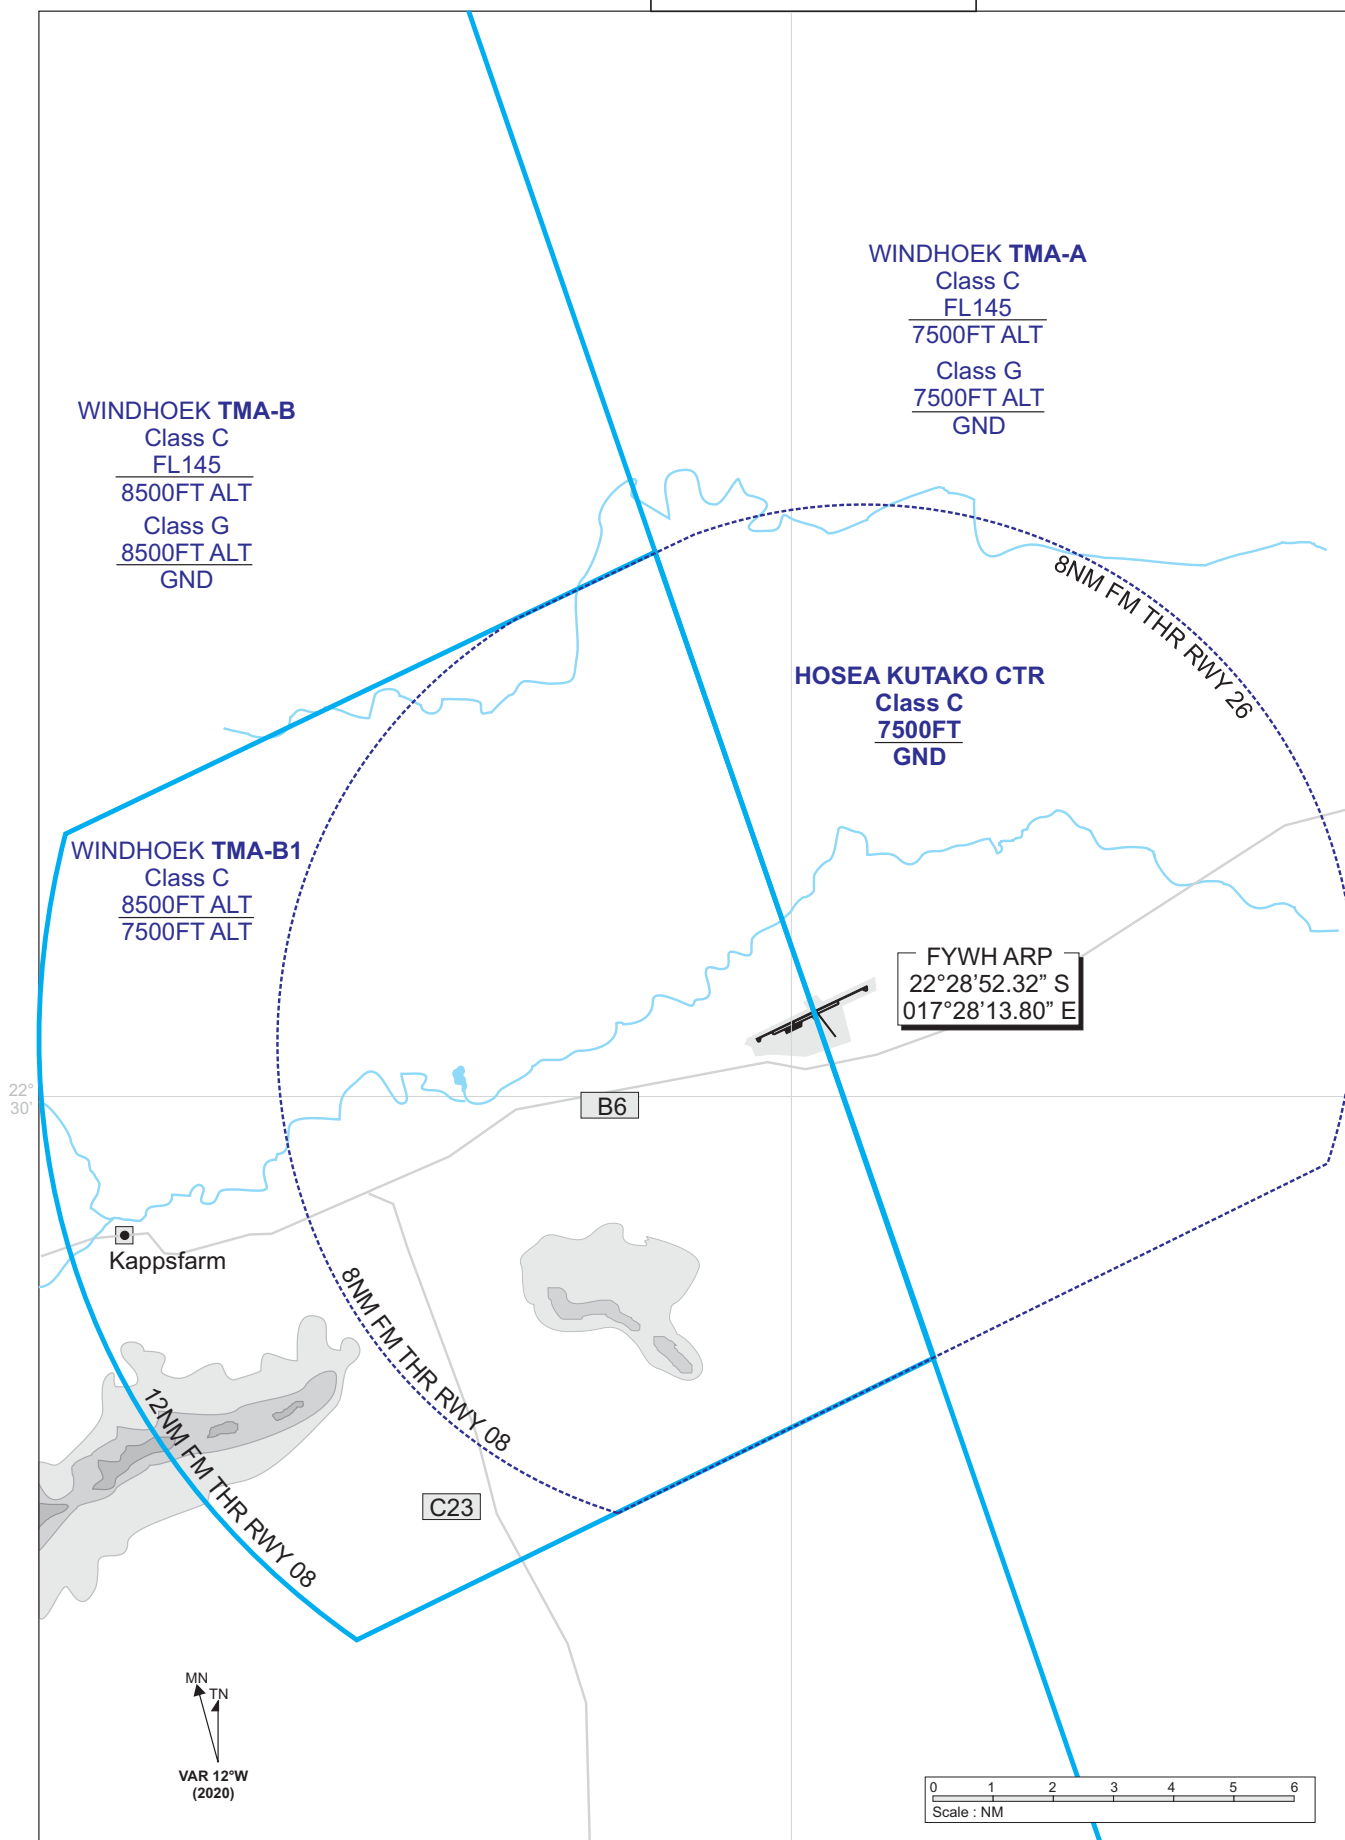 WINDHOEK TMA-A
Class C
FL145
7500FT ALT
Class G
7500FT ALT
GND
WINDHOEK TMA-B
Class C
FL145
8500FT ALT
Class G
8500FT ALT
GND
8NM FM THR RWY 26
HOSEA KUTAKO CTR
Class C
7500FT
GND
WINDHOEK TMA-B1
Class C
8500FT ALT
7500FT ALT
FYWH ARP
22°28’52.32” S
017°28’13.80” E
22°
30’
B6
Kappsfarm
8NM FM THR RWY 08
12NM FM THR RWY 08
C23
MN
TN
VAR 12°W
(2020)
0 1 2 3 4 5 6
Scale : NM